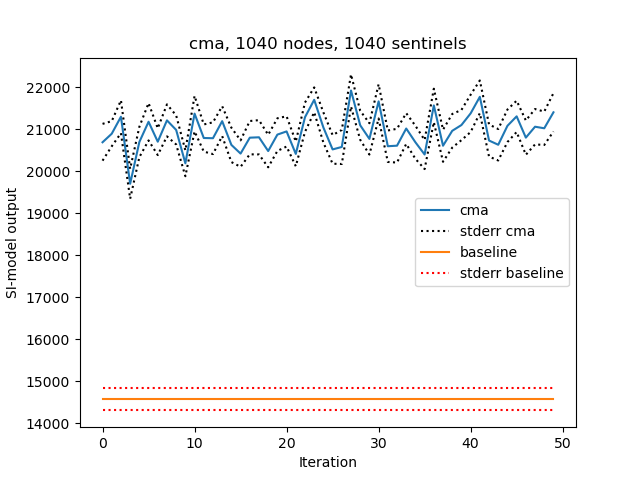 cma, 1040 nodes, 1040 sentinels
22000
21000
20000
19000
18000
17000
16000
15000
14000
SI-model output
cma
stderr cma
baseline
stderr baseline
0 10 20 30 40 50
Iteration